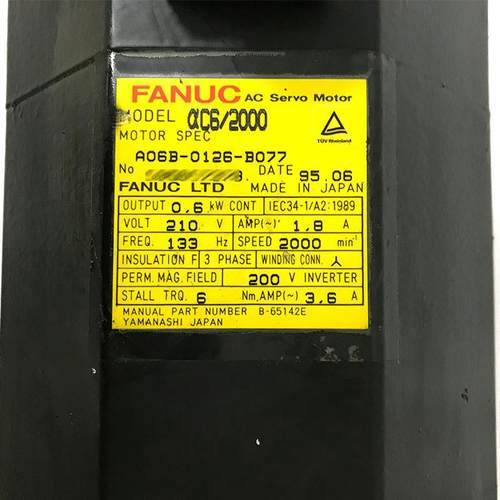 FANUC AC Servo Motor
MODEL αC6/2000
MOTOR SPEC
A06B-0126-B077
No DATE 95.06
FANUC LTD MADE IN JAPAN
TÜV Rheinland
OUTPUT 0.6 kW CONT IEC34-1/A2:1989
VOLT 210 V AMP(~) 1.8 A
FREQ. 133 Hz SPEED 2000 min⁻¹
INSULATION F 3 PHASE WINDING CONN. 人
PERM. MAG. FIELD 200 V INVERTER
STALL TRQ. 6 Nm, AMP(~) 3.6 A
MANUAL PART NUMBER B-65142E
YAMANASHI JAPAN